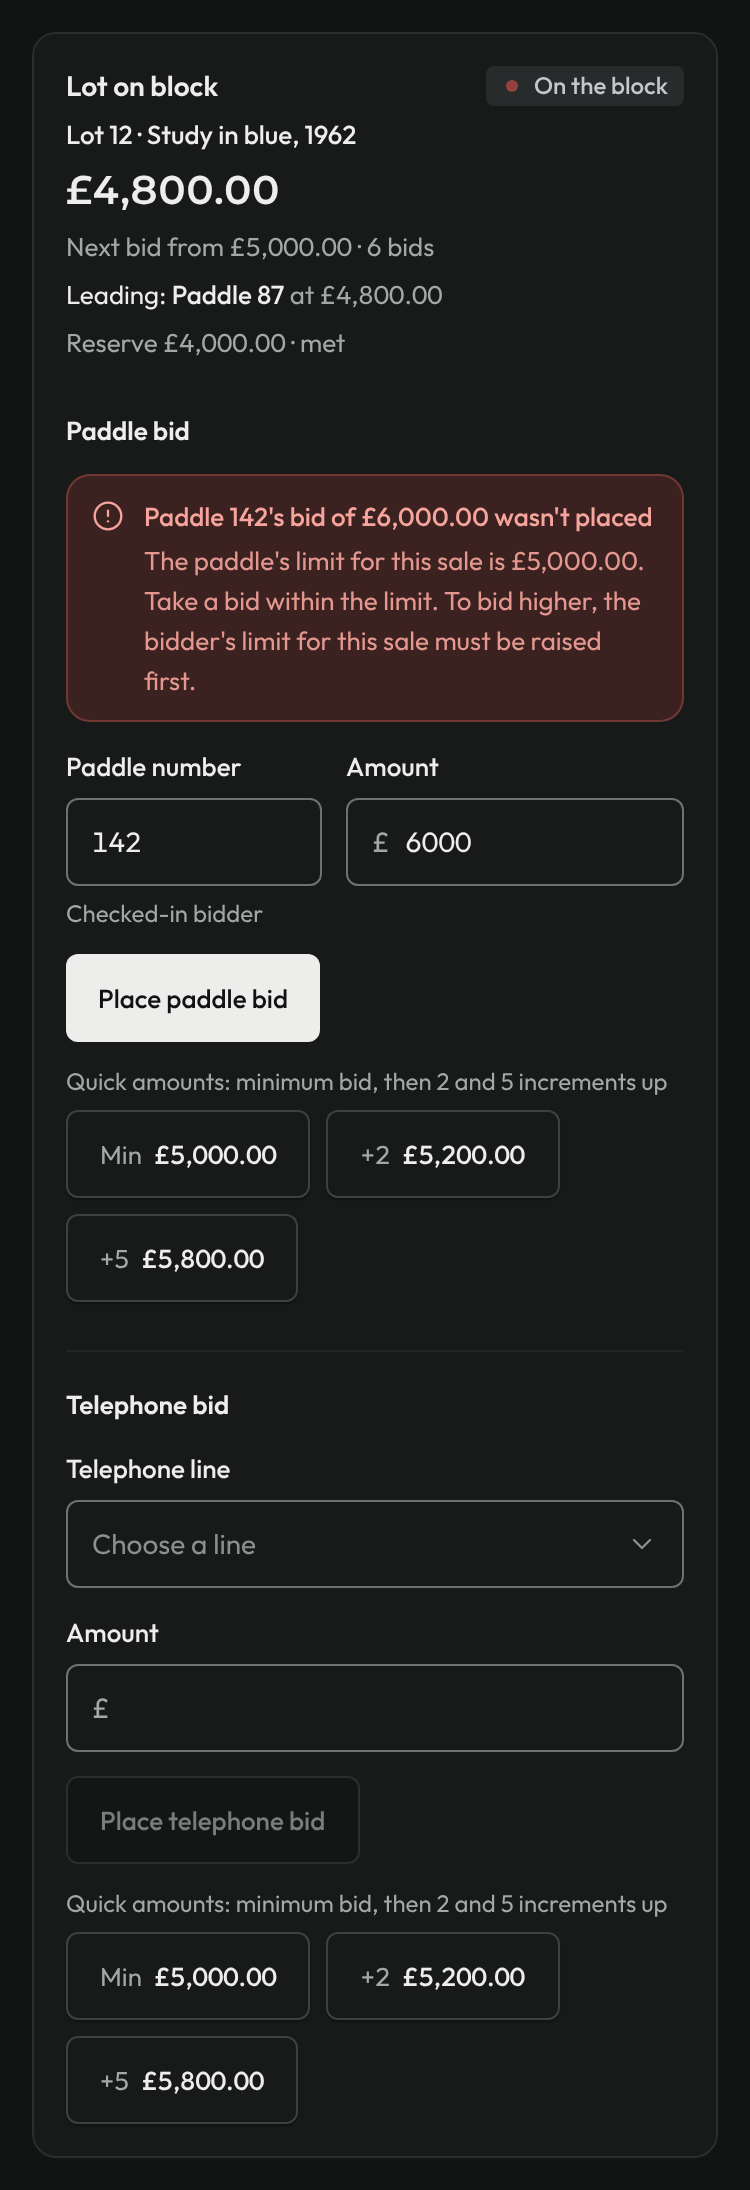 Lot on block
On the block
Lot 12 · Study in blue, 1962
£4,800.00
Next bid from £5,000.00 · 6 bids
Leading: Paddle 87 at £4,800.00
Reserve £4,000.00 · met
Paddle bid
Paddle 142's bid of £6,000.00 wasn't placed
The paddle's limit for this sale is £5,000.00.
Take a bid within the limit. To bid higher, the
bidder's limit for this sale must be raised
first.
Paddle number
Amount
142
£ 6000
Checked-in bidder
Place paddle bid
Quick amounts: minimum bid, then 2 and 5 increments up
Min £5,000.00
+2 £5,200.00
+5 £5,800.00
Telephone bid
Telephone line
Choose a line
Amount
£
Place telephone bid
Quick amounts: minimum bid, then 2 and 5 increments up
Min £5,000.00
+2 £5,200.00
+5 £5,800.00